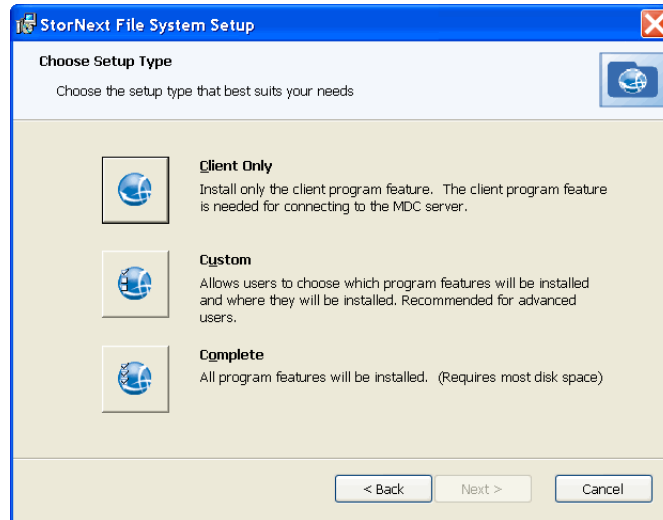 StorNext File System Setup
Choose Setup Type
Choose the setup type that best suits your needs
Client Only
Install only the client program feature. The client program feature
is needed for connecting to the MDC server.
Custom
Allows users to choose which program features will be installed
and where they will be installed. Recommended for advanced
users.
Complete
All program features will be installed. (Requires most disk space)
< Back
Next >
Cancel